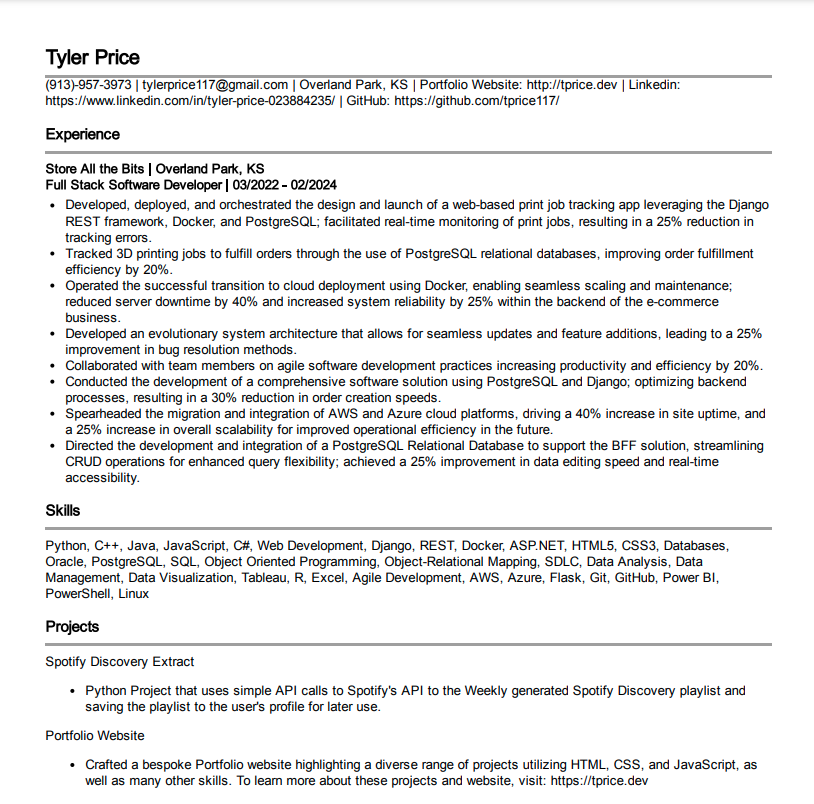 Tyler Price
(913)-957-3973 | tylerprice117@gmail.com | Overland Park, KS | Portfolio Website: http://tprice.dev | Linkedin:
https://www.linkedin.com/in/tyler-price-023884235/ | GitHub: https://github.com/tprice117/
Experience
Store All the Bits | Overland Park, KS
Full Stack Software Developer | 03/2022 - 02/2024
• Developed, deployed, and orchestrated the design and launch of a web-based print job tracking app leveraging the Django
REST framework, Docker, and PostgreSQL; facilitated real-time monitoring of print jobs, resulting in a 25% reduction in
tracking errors.
• Tracked 3D printing jobs to fulfill orders through the use of PostgreSQL relational databases, improving order fulfillment
efficiency by 20%.
• Operated the successful transition to cloud deployment using Docker, enabling seamless scaling and maintenance;
reduced server downtime by 40% and increased system reliability by 25% within the backend of the e-commerce
business.
• Developed an evolutionary system architecture that allows for seamless updates and feature additions, leading to a 25%
improvement in bug resolution methods.
• Collaborated with team members on agile software development practices increasing productivity and efficiency by 20%.
• Conducted the development of a comprehensive software solution using PostgreSQL and Django; optimizing backend
processes, resulting in a 30% reduction in order creation speeds.
• Spearheaded the migration and integration of AWS and Azure cloud platforms, driving a 40% increase in site uptime, and
a 25% increase in overall scalability for improved operational efficiency in the future.
• Directed the development and integration of a PostgreSQL Relational Database to support the BFF solution, streamlining
CRUD operations for enhanced query flexibility; achieved a 25% improvement in data editing speed and real-time
accessibility.
Skills
Python, C++, Java, JavaScript, C#, Web Development, Django, REST, Docker, ASP.NET, HTML5, CSS3, Databases,
Oracle, PostgreSQL, SQL, Object Oriented Programming, Object-Relational Mapping, SDLC, Data Analysis, Data
Management, Data Visualization, Tableau, R, Excel, Agile Development, AWS, Azure, Flask, Git, GitHub, Power BI,
PowerShell, Linux
Projects
Spotify Discovery Extract
• Python Project that uses simple API calls to Spotify's API to the Weekly generated Spotify Discovery playlist and
saving the playlist to the user's profile for later use.
Portfolio Website
• Crafted a bespoke Portfolio website highlighting a diverse range of projects utilizing HTML, CSS, and JavaScript, as
well as many other skills. To learn more about these projects and website, visit: https://tprice.dev